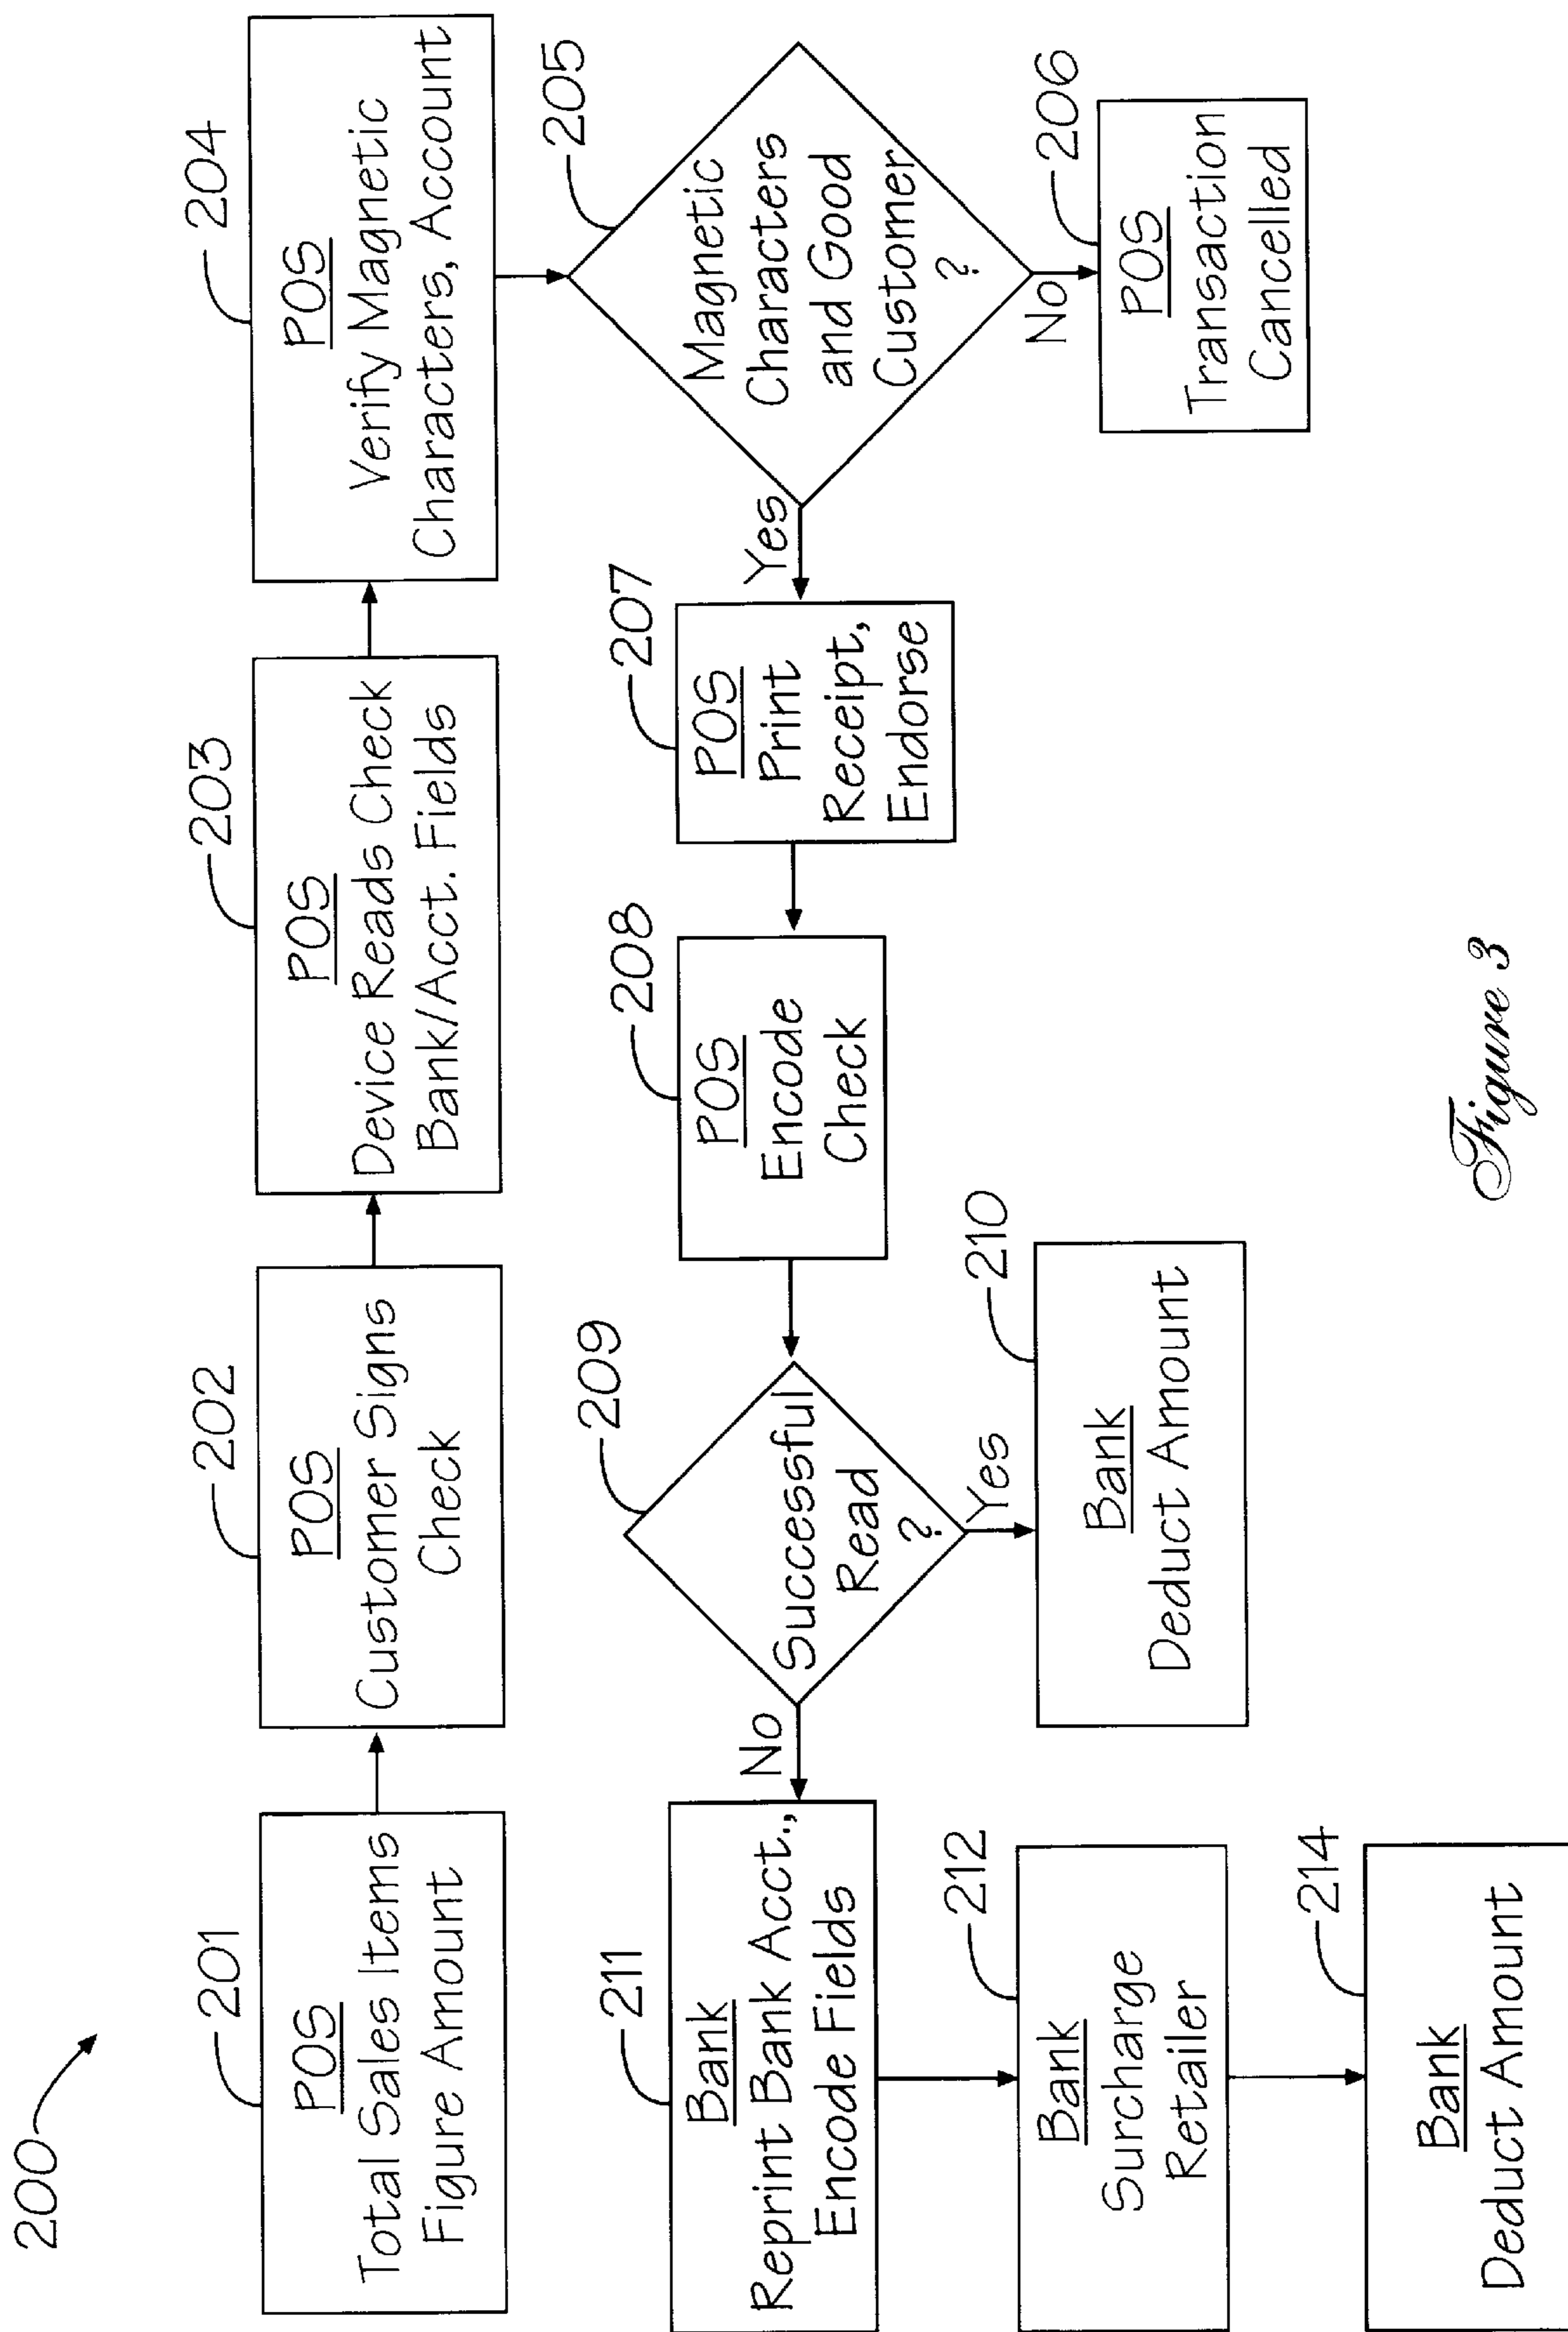 200
201
POS
Total Sales Items
Figure Amount
202
POS
Customer Signs
Check
203
POS
Device Reads Check
Bank/Acct. Fields
204
POS
Verify Magnetic
Characters, Account
205
Magnetic
Characters
and Good
Customer
?
No
206
POS
Transaction
Cancelled
Yes
207
POS
Print
Receipt,
Endorse
208
POS
Encode
Check
209
Successful
Read
?
Yes
210
Bank
Deduct Amount
No
211
Bank
Reprint Bank Acct.,
Encode Fields
212
Bank
Surcharge
Retailer
214
Bank
Deduct Amount
Figure 3